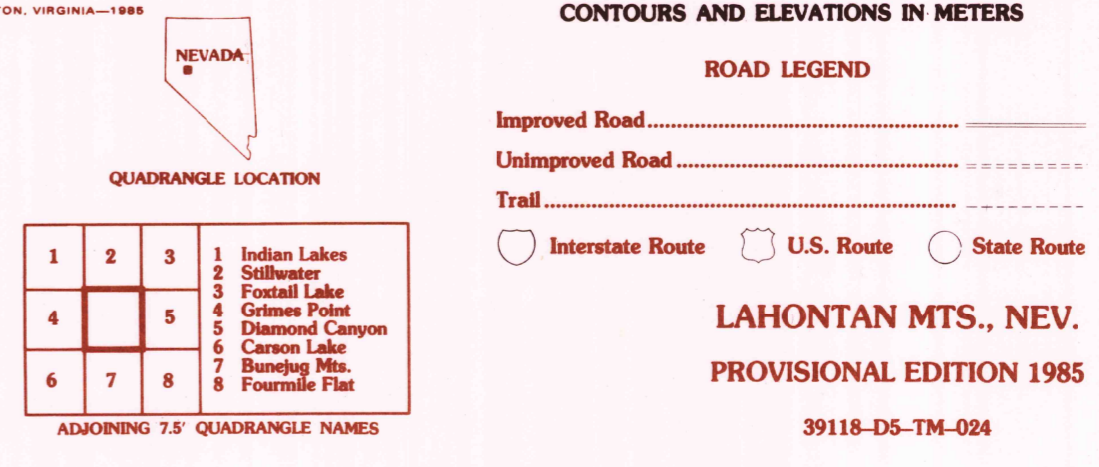 TON, VIRGINIA—1985
NEVADA
QUADRANGLE LOCATION
1 2 3
4 5
6 7 8
1 Indian Lakes
2 Stillwater
3 Foxtail Lake
4 Grimes Point
5 Diamond Canyon
6 Carson Lake
7 Bunejug Mts.
8 Fourmile Flat
ADJOINING 7.5' QUADRANGLE NAMES
CONTOURS AND ELEVATIONS IN METERS
ROAD LEGEND
Improved Road
Unimproved Road
Trail
Interstate Route U.S. Route State Route
LAHONTAN MTS., NEV.
PROVISIONAL EDITION 1985
39118–D5–TM–024